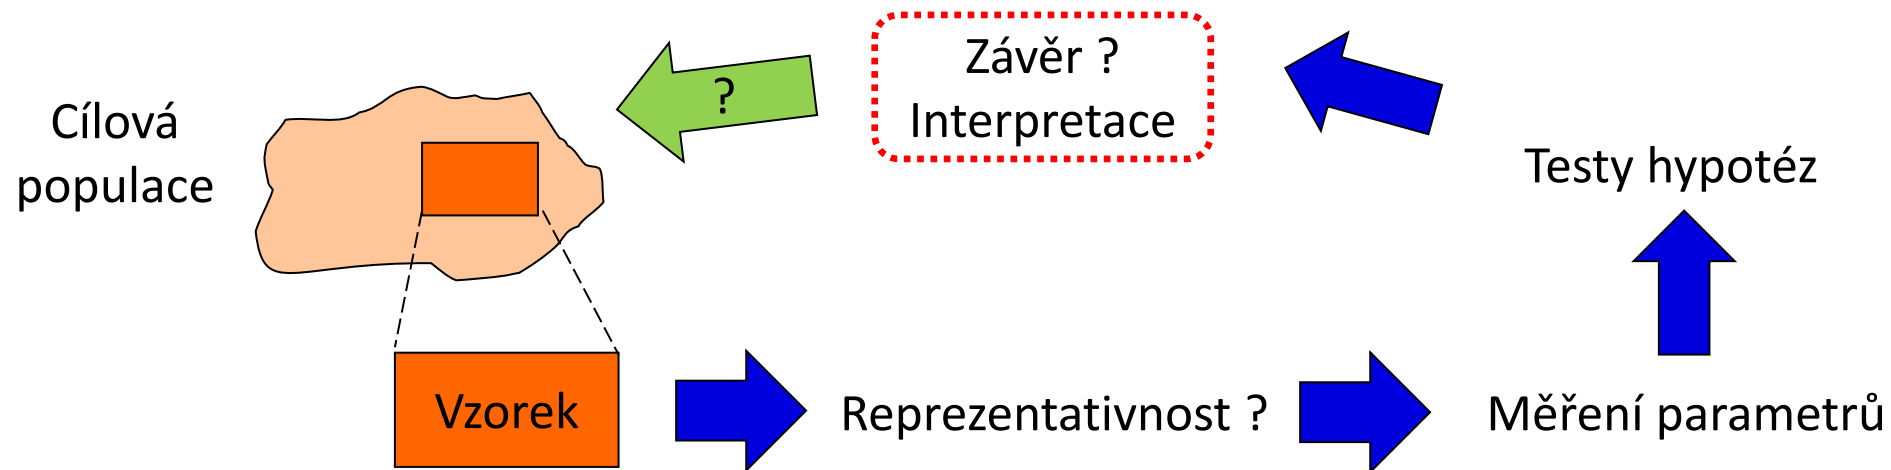 Cílová
populace
?
Závěr ?
Interpretace
Testy hypotéz
Vzorek
Reprezentativnost ?
Měření parametrů